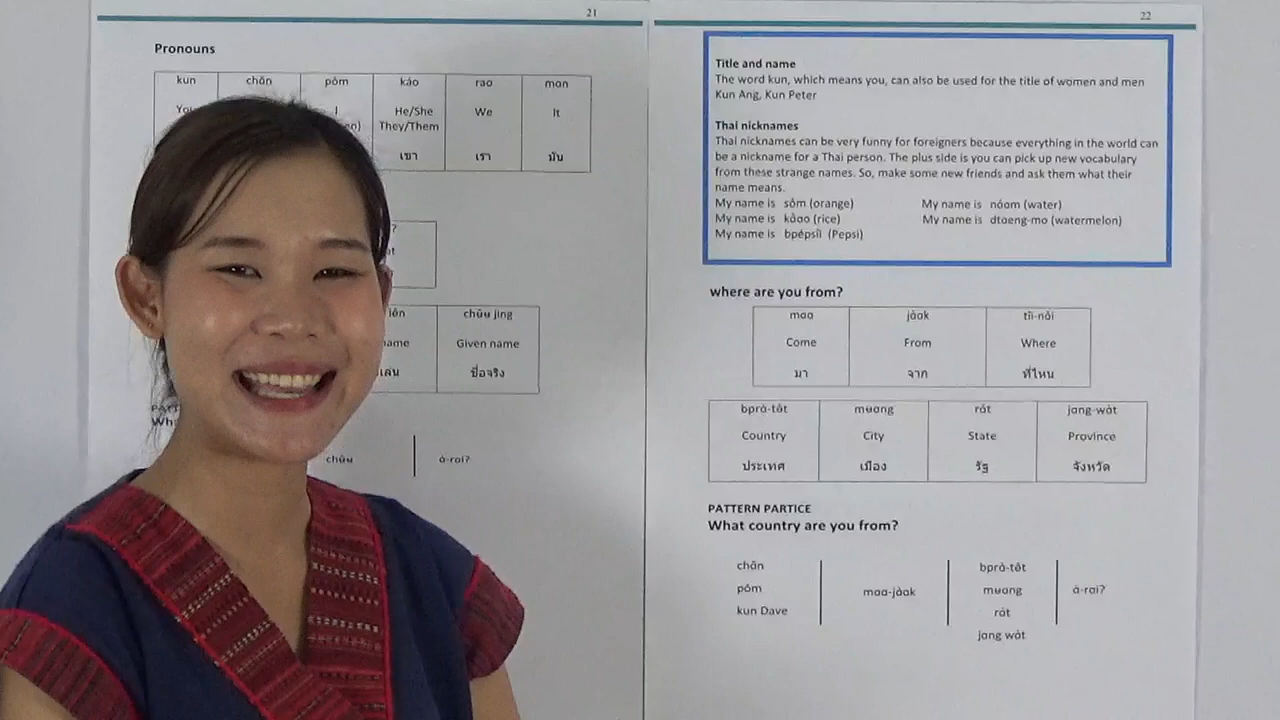 21
Pronouns
kun chǎn pǒm káo rao man
I He/She We It
They/Them
เขา เรา มัน
chûu jing
Given name
ชื่อจริง
chûu à-rai?
22
Title and name
The word kun, which means you, can also be used for the title of women and men
Kun Ang, Kun Peter
Thai nicknames
Thai nicknames can be very funny for foreigners because everything in the world can
be a nickname for a Thai person. The plus side is you can pick up new vocabulary
from these strange names. So, make some new friends and ask them what their
name means.
My name is sôm (orange) My name is nóam (water)
My name is kâao (rice) My name is dtaeng-mo (watermelon)
My name is bpépsîi (Pepsi)
where are you from?
maa jàak tîi-nǎi
Come From Where
มา จาก ที่ไหน
bprà-têt mɵang rát jang-wàt
Country City State Province
ประเทศ เมือง รัฐ จังหวัด
PATTERN PARTICE
What country are you from?
chǎn bprà-têt
pǒm maa-jàak mɵang à-rai?
kun Dave rát
jang wàt